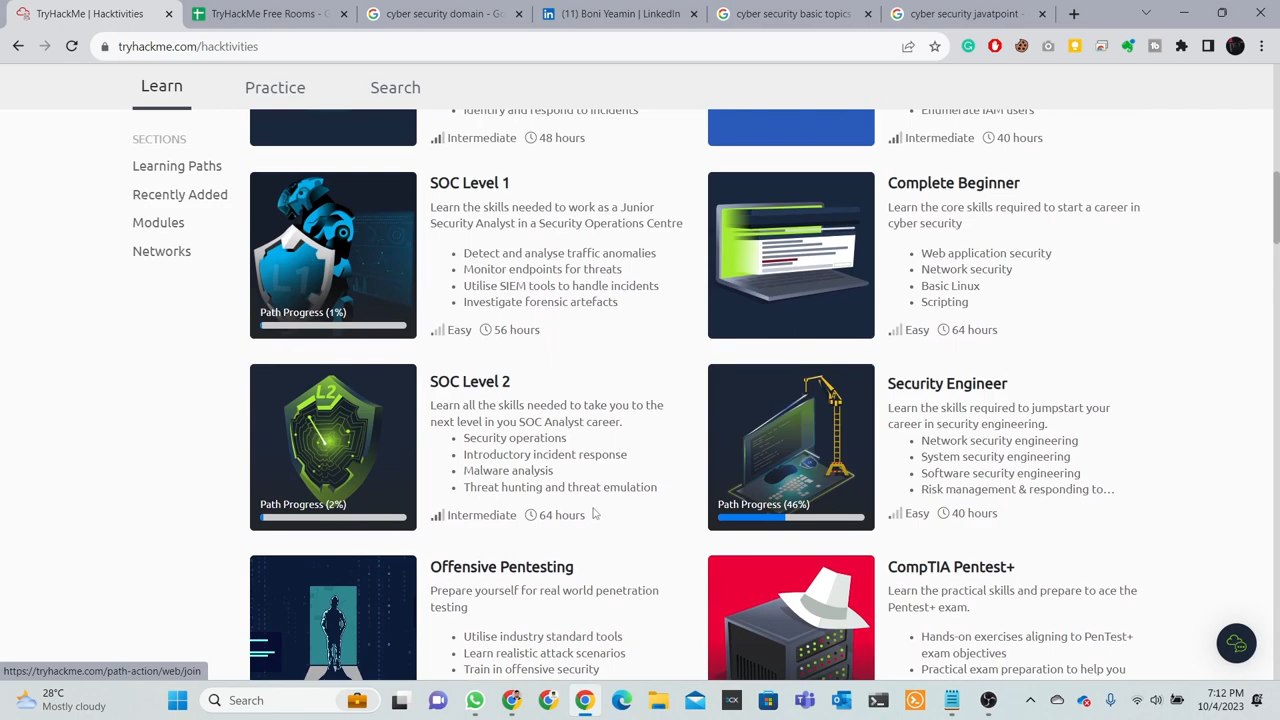 TryHackMe | Learn
TryHackMe Free Rooms - G
cyber security domain - Go
(11) Boni Yeamin | LinkedIn
cyber security basic topics
cyber security javatpoint -
tryhackme.com/hacktivities
Learn
Practice
Search
SECTIONS
Learning Paths
Recently Added
Modules
Networks
Identify and respond to incidents
Intermediate 48 hours
Enumerate IAM users
Intermediate 40 hours
SOC Level 1
Learn the skills needed to work as a Junior
Security Analyst in a Security Operations Centre
• Detect and analyse traffic anomalies
• Monitor endpoints for threats
• Utilise SIEM tools to handle incidents
• Investigate forensic artefacts
Path Progress (1%)
Easy 56 hours
Complete Beginner
Learn the core skills required to start a career in
cyber security
• Web application security
• Network security
• Basic Linux
• Scripting
Easy 64 hours
L2
SOC Level 2
Learn all the skills needed to take you to the
next level in you SOC Analyst career.
• Security operations
• Introductory incident response
• Malware analysis
• Threat hunting and threat emulation
Path Progress (2%)
Intermediate 64 hours
Security Engineer
Learn the skills required to jumpstart your
career in security engineering.
• Network security engineering
• System security engineering
• Software security engineering
• Risk management & responding to…
Path Progress (46%)
Easy 40 hours
Offensive Pentesting
Prepare yourself for real world penetration
testing
• Utilise industry standard tools
• Learn realistic attack scenarios
• Train in offensive security
CompTIA Pentest+
Learn the practical skills and prepare to ace the
Pentest+ exam.
• Hands-on exercises aligning to PenTest+
exam objectives
• Practical exam preparation to help you
https://tryhackme.com/path-action/web/join
28°C
Mostly cloudy
Search
7:12 PM
10/4/2023